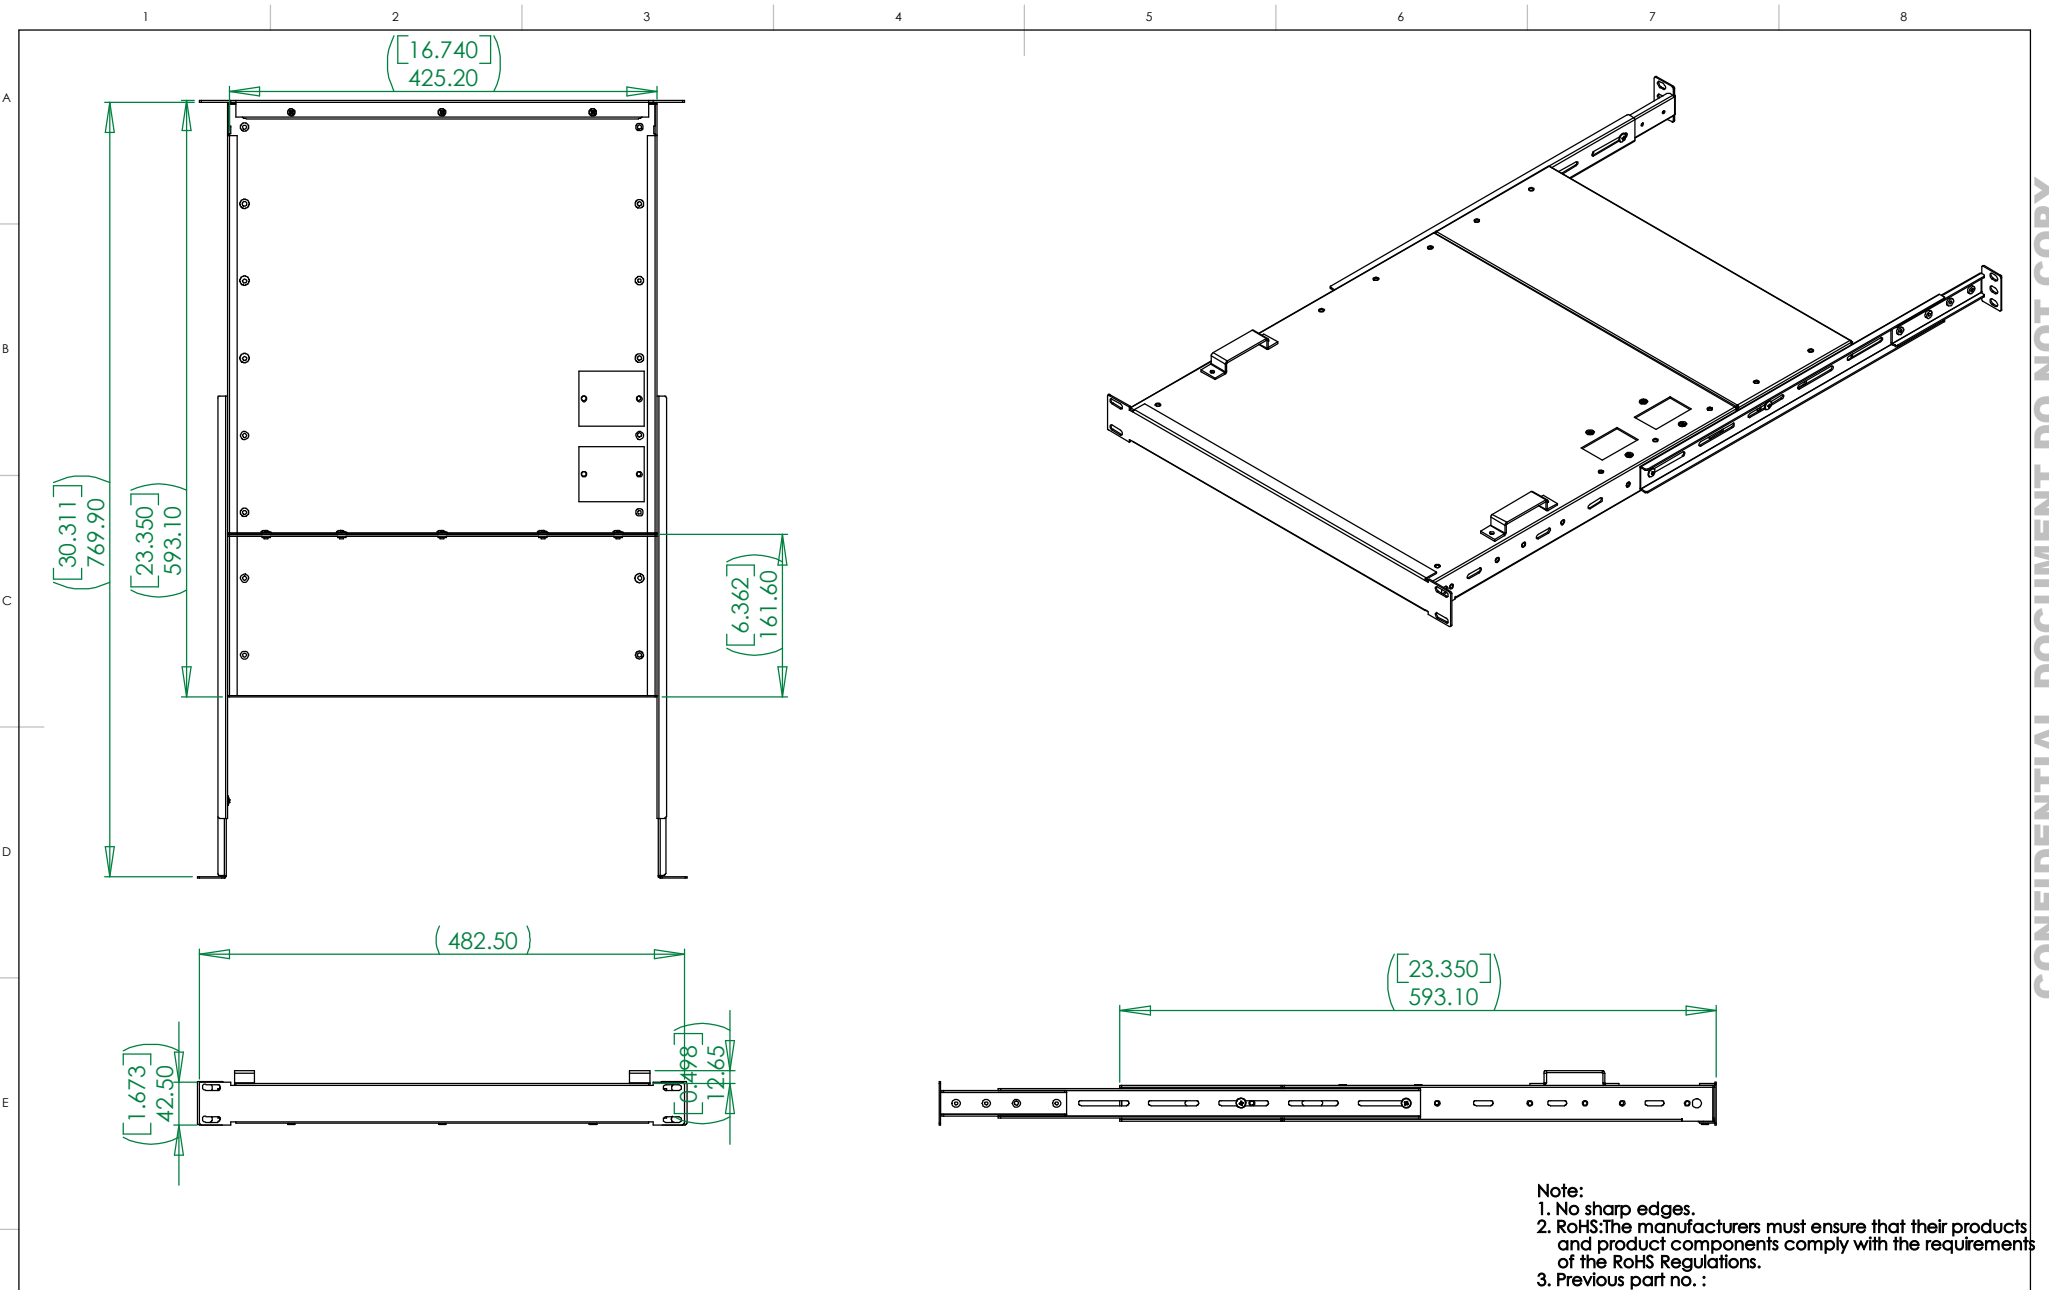 1 2 3 4 5 6 7 8
A
B
C
D
E
([16.740])
425.20
([30.311])
769.90
([23.350])
593.10
([6.362])
161.60
(482.50)
([1.673])
42.50
([0.498])
12.65
([23.350])
593.10
CONFIDENTIAL DOCUMENT DO NOT COPY
Note:
1. No sharp edges.
2. RoHS:The manufacturers must ensure that their products
and product components comply with the requirements
of the RoHS Regulations.
3. Previous part no. :